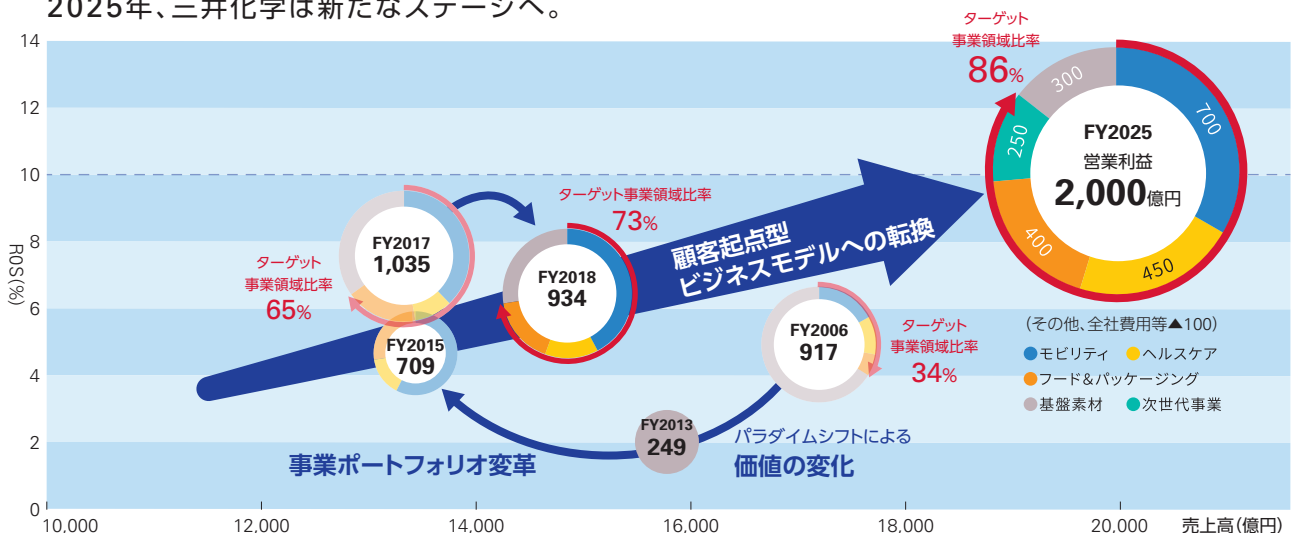 2025年、三井化学は新たなステージへ。
14
12
10
8
6
4
2
0
ROS(%)
10,000
12,000
14,000
16,000
18,000
20,000
売上高(億円)
ターゲット
事業領域比率
65%
FY2017
1,035
FY2015
709
ターゲット事業領域比率
73%
FY2018
934
顧客起点型
ビジネスモデルへの転換
FY2006
917
ターゲット
事業領域比率
34%
FY2013
249
パラダイムシフトによる
価値の変化
事業ポートフォリオ変革
ターゲット
事業領域比率
86%
FY2025
営業利益
2,000億円
700
450
400
250
300
(その他、全社費用等▲100)
モビリティ ヘルスケア
フード&パッケージング
基盤素材 次世代事業